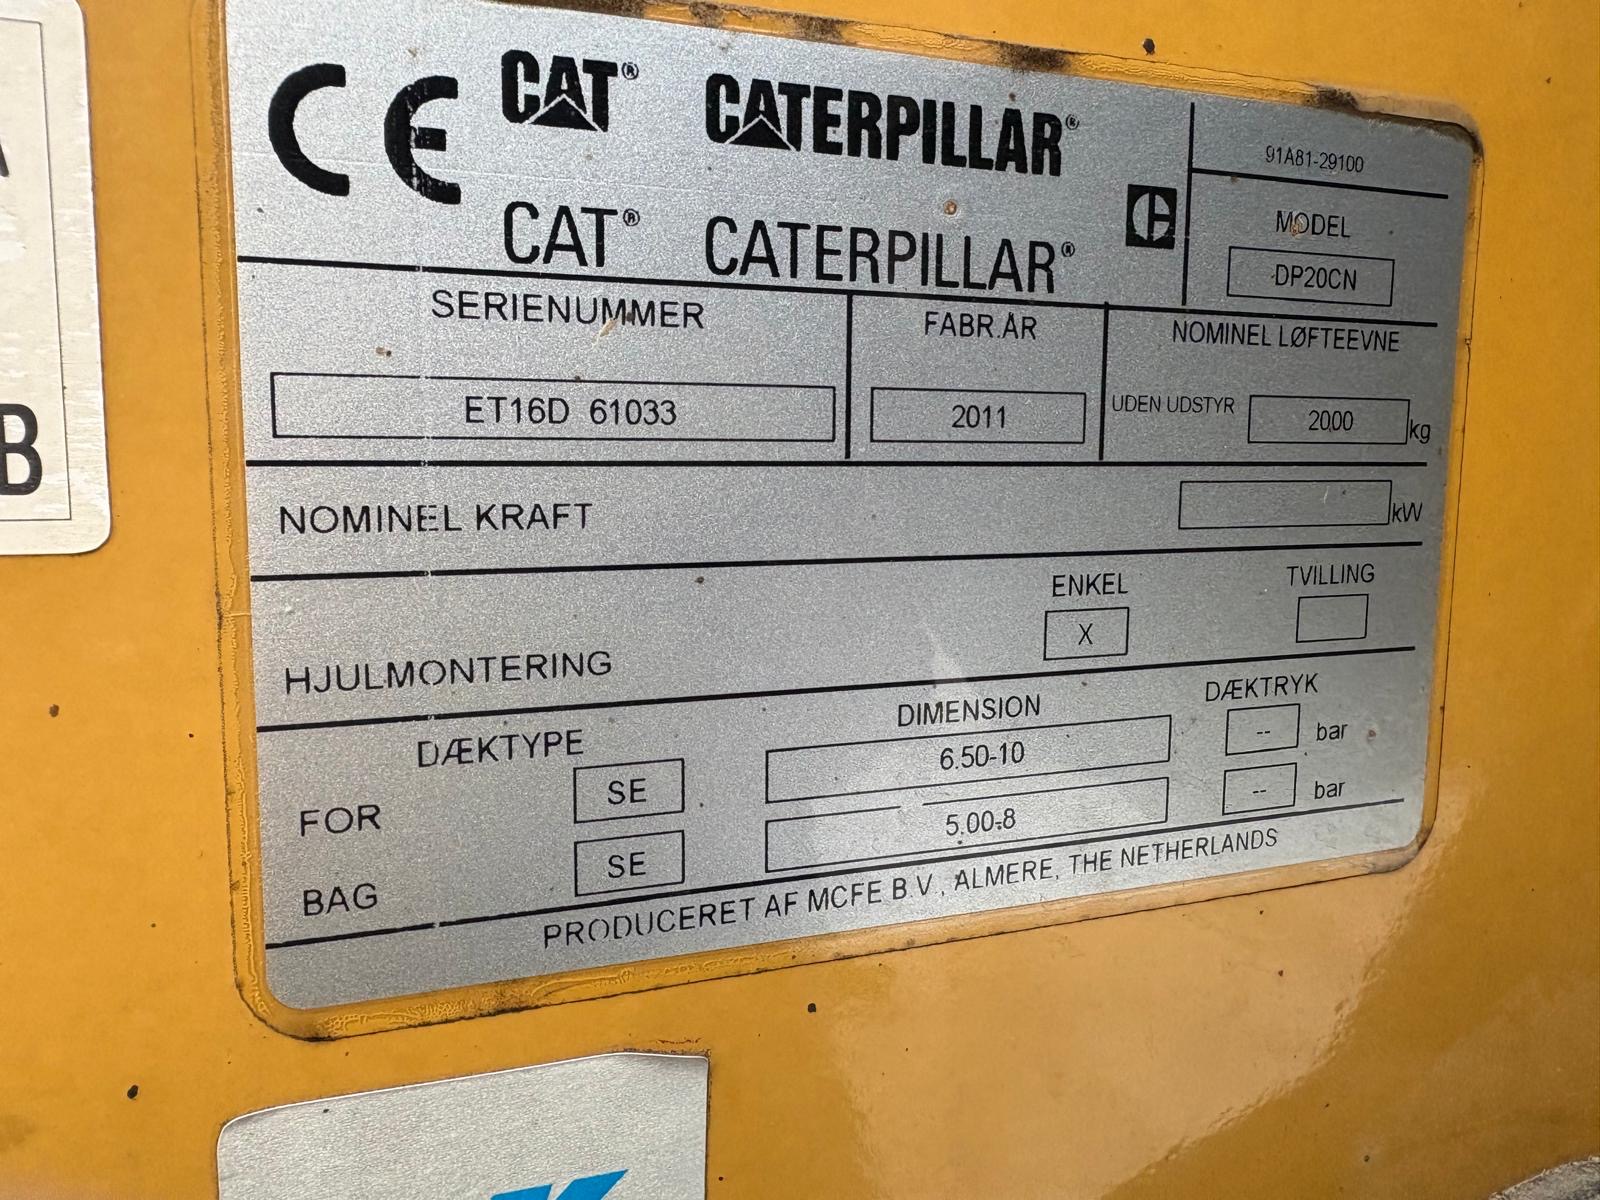 CE CAT® CATERPILLAR®
CAT® CATERPILLAR®
91A81-29100
MODEL
DP20CN
SERIENUMMER
ET16D 61033
FABR.ÅR
2011
NOMINEL LØFTEEVNE
UDEN UDSTYR 2000 kg
NOMINEL KRAFT kW
HJULMONTERING
ENKEL
X
TVILLING
DÆKTYPE DIMENSION DÆKTRYK
FOR SE 6.50-10 -- bar
BAG SE 5.00-8 -- bar
PRODUCERET AF MCFE B.V., ALMERE, THE NETHERLANDS
B